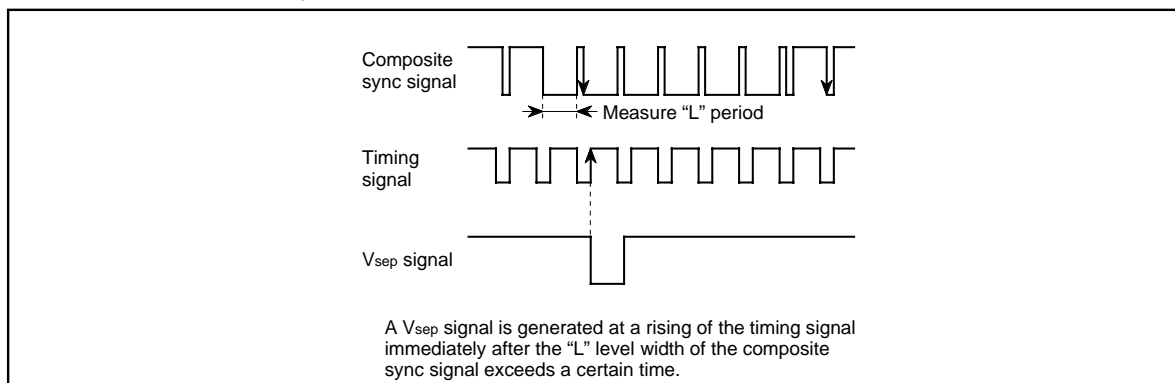 Composite
sync signal
Measure “L” period
Timing
signal
Vsep signal
A Vsep signal is generated at a rising of the timing signal
immediately after the “L” level width of the composite
sync signal exceeds a certain time.